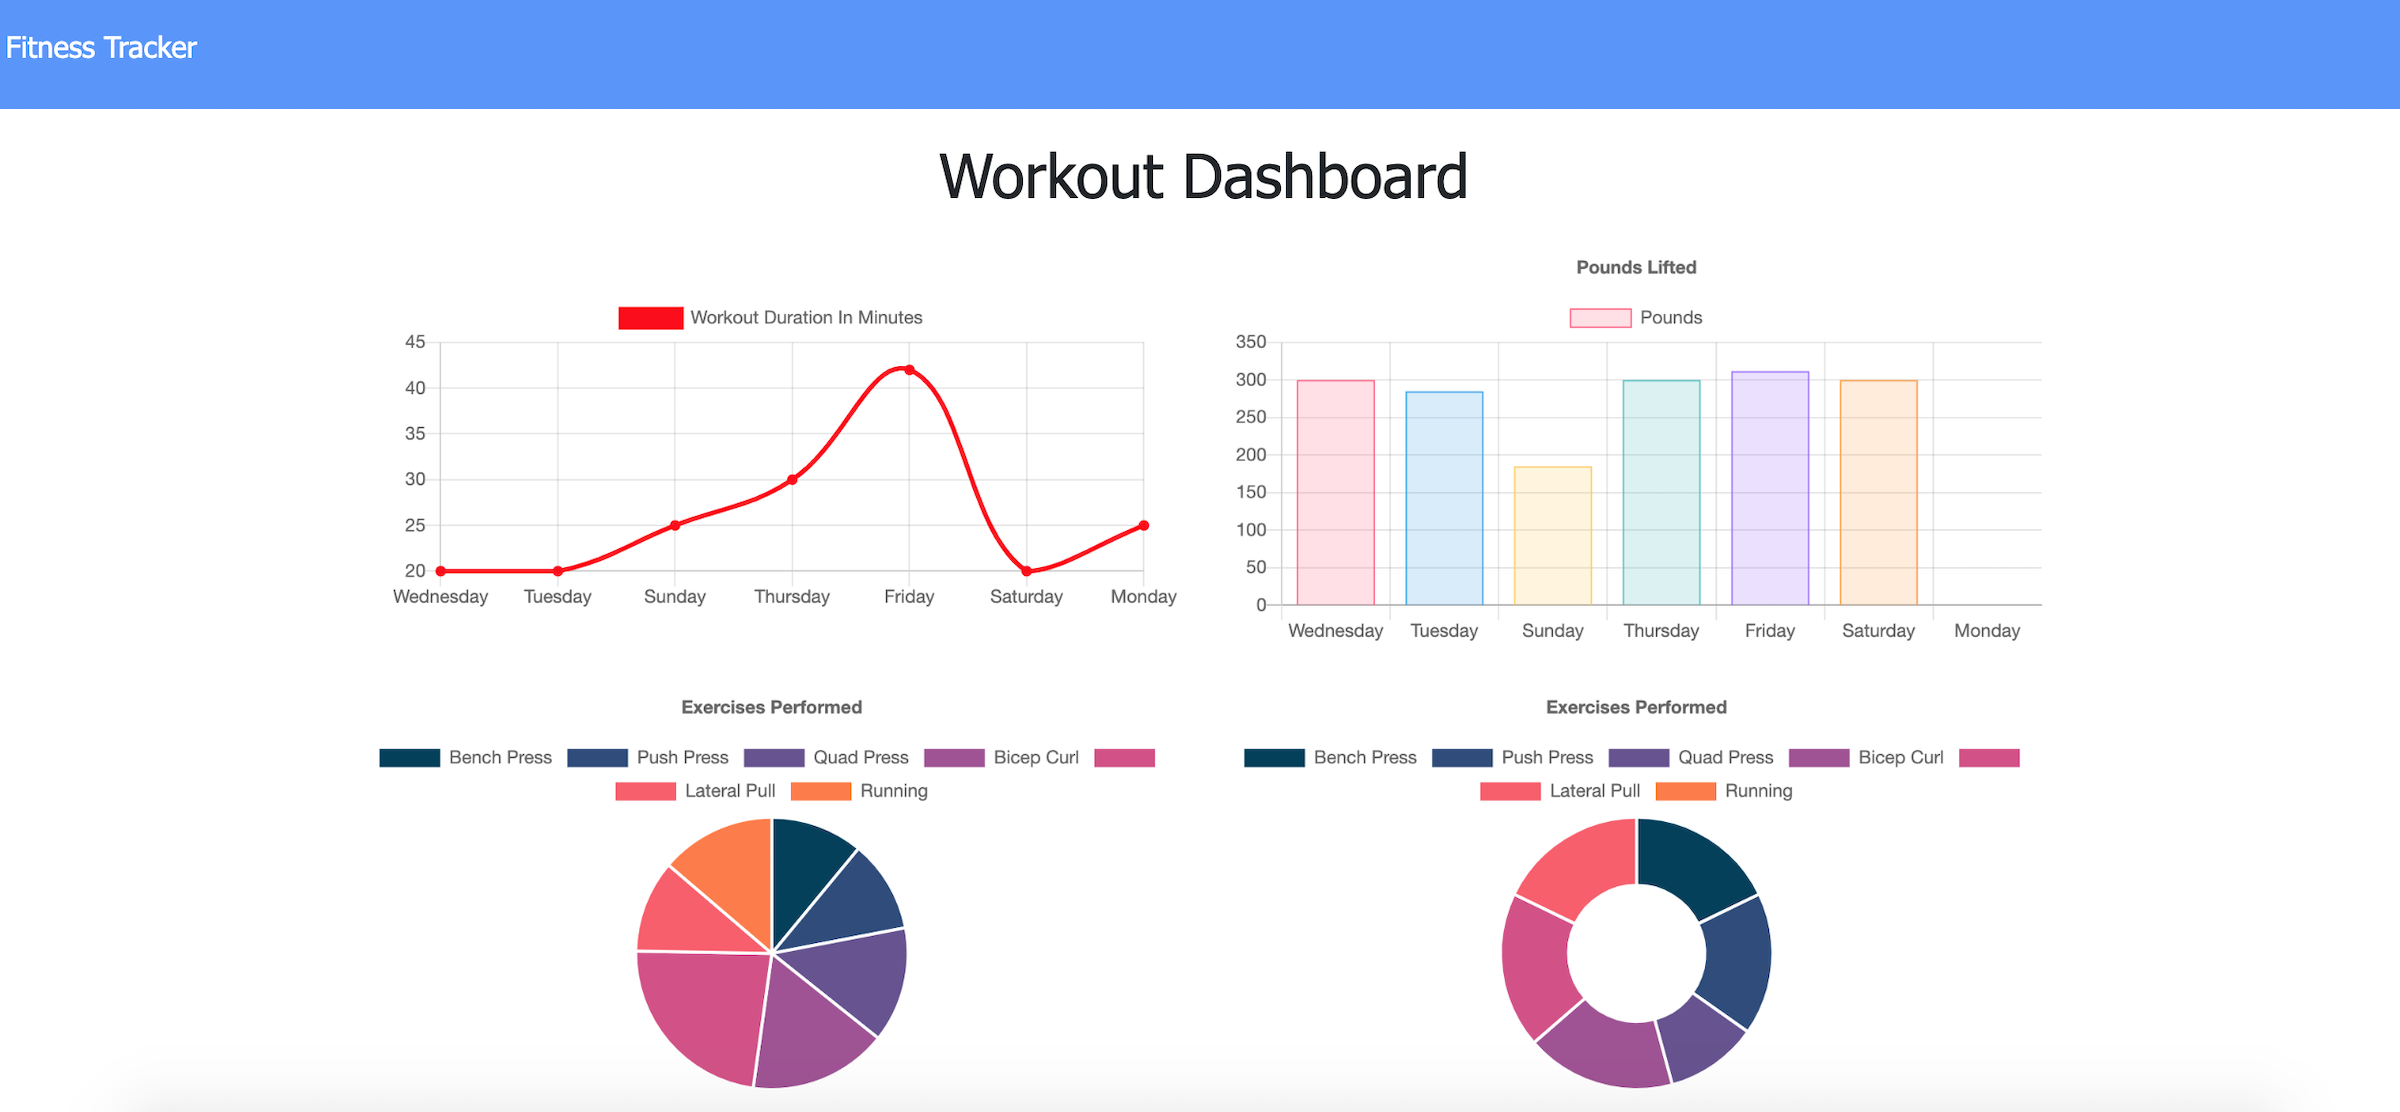 Fitness Tracker
Workout Dashboard
Workout Duration In Minutes
45
40
35
30
25
20
Wednesday Tuesday Sunday Thursday Friday Saturday Monday
Pounds Lifted
Pounds
350
300
250
200
150
100
50
0
Wednesday Tuesday Sunday Thursday Friday Saturday Monday
Exercises Performed
Bench Press Push Press Quad Press Bicep Curl
Lateral Pull Running
Exercises Performed
Bench Press Push Press Quad Press Bicep Curl
Lateral Pull Running